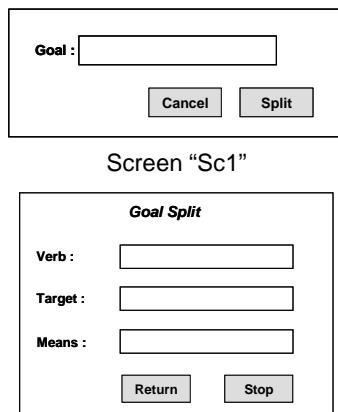 Goal :
Cancel Split
Screen “Sc1”
Goal Split
Verb :
Target :
Means :
Return Stop